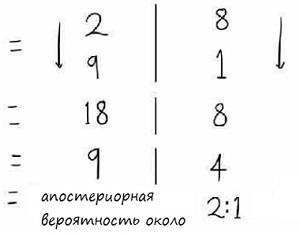 = 2 | 8
9 | 1
= 18 | 8
= 9 | 4
= апостериорная
вероятность около 2:1